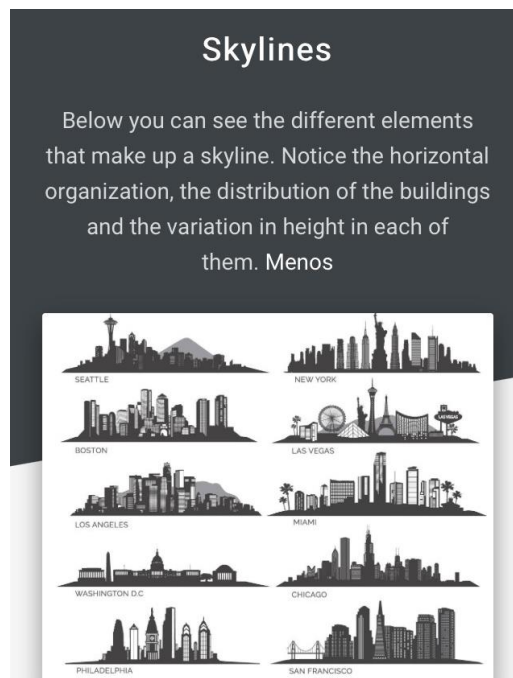 Skylines
Below you can see the different elements
that make up a skyline. Notice the horizontal
organization, the distribution of the buildings
and the variation in height in each of
them. Menos
SEATTLE
NEW YORK
BOSTON
LAS VEGAS
LAS VEGAS
LOS ANGELES
MIAMI
WASHINGTON D.C
CHICAGO
PHILADELPHIA
SAN FRANCISCO